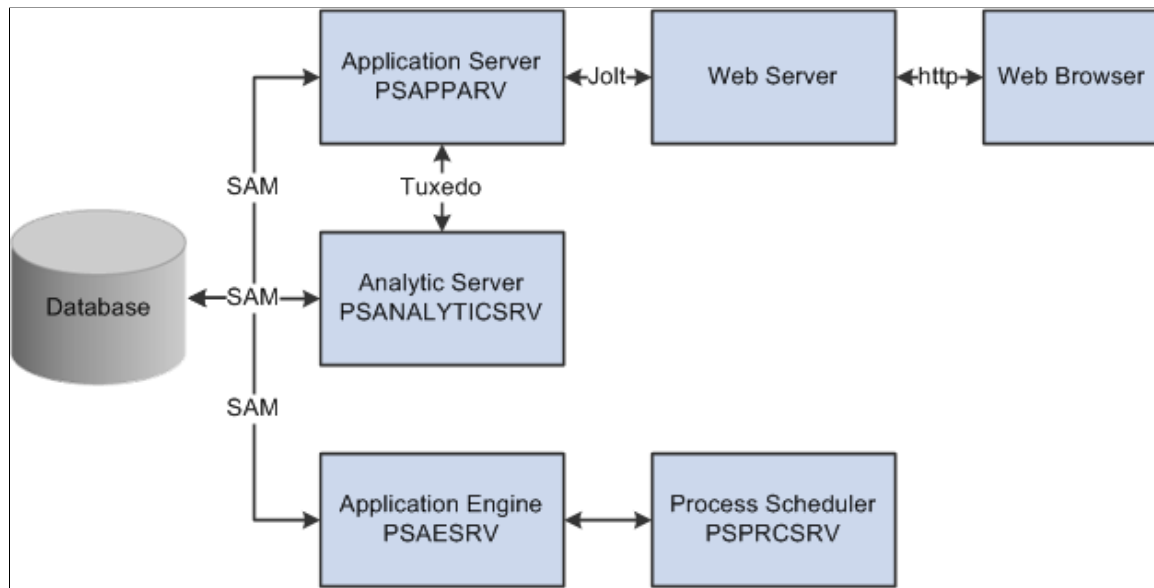 Application Server
PSAPPARV
Jolt
Web Server
http
Web Browser
SAM
Tuxedo
Database
SAM
Analytic Server
PSANALYTICSRV
SAM
Application Engine
PSAESRV
Process Scheduler
PSPRCSRV